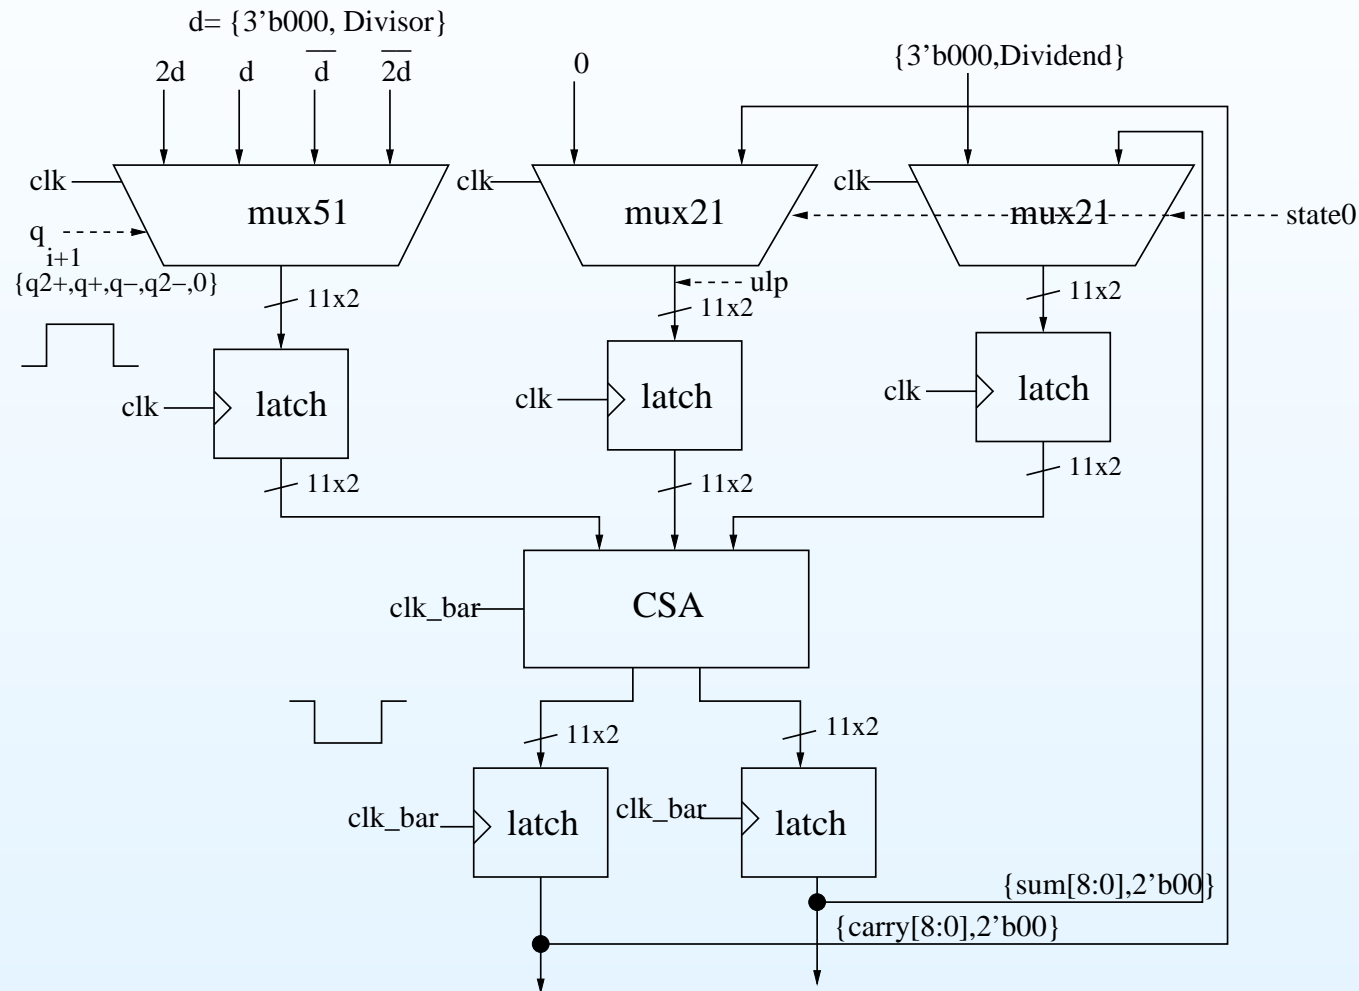 d= {3'b000, Divisor}
2d d d 2d
0
{3'b000,Dividend}
clk
mux51
clk
mux21
clk
mux21
state0
q
i+1
{q2+,q+,q−,q2−,0}
11x2
ulp
11x2
11x2
clk
latch
clk
latch
clk
latch
11x2
11x2
11x2
clk_bar
CSA
11x2
11x2
clk_bar
latch
clk_bar
latch
{sum[8:0],2'b00}
{carry[8:0],2'b00}